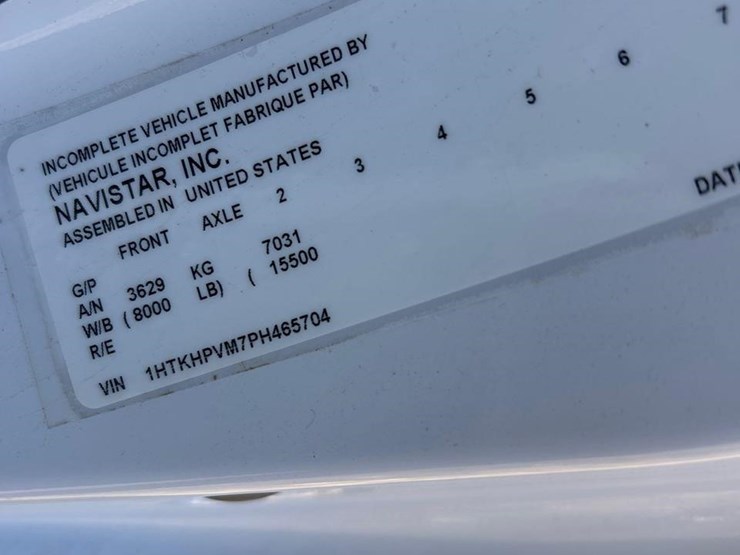 INCOMPLETE VEHICLE MANUFACTURED BY
(VEHICULE INCOMPLET FABRIQUE PAR)
NAVISTAR, INC.
ASSEMBLED IN UNITED STATES
FRONT AXLE 2 3 4 5 6 7
G/P
A/N 3629 KG 7031
W/B ( 8000 LB) ( 15500
R/E
VIN 1HTKHPVM7PH465704
DAT